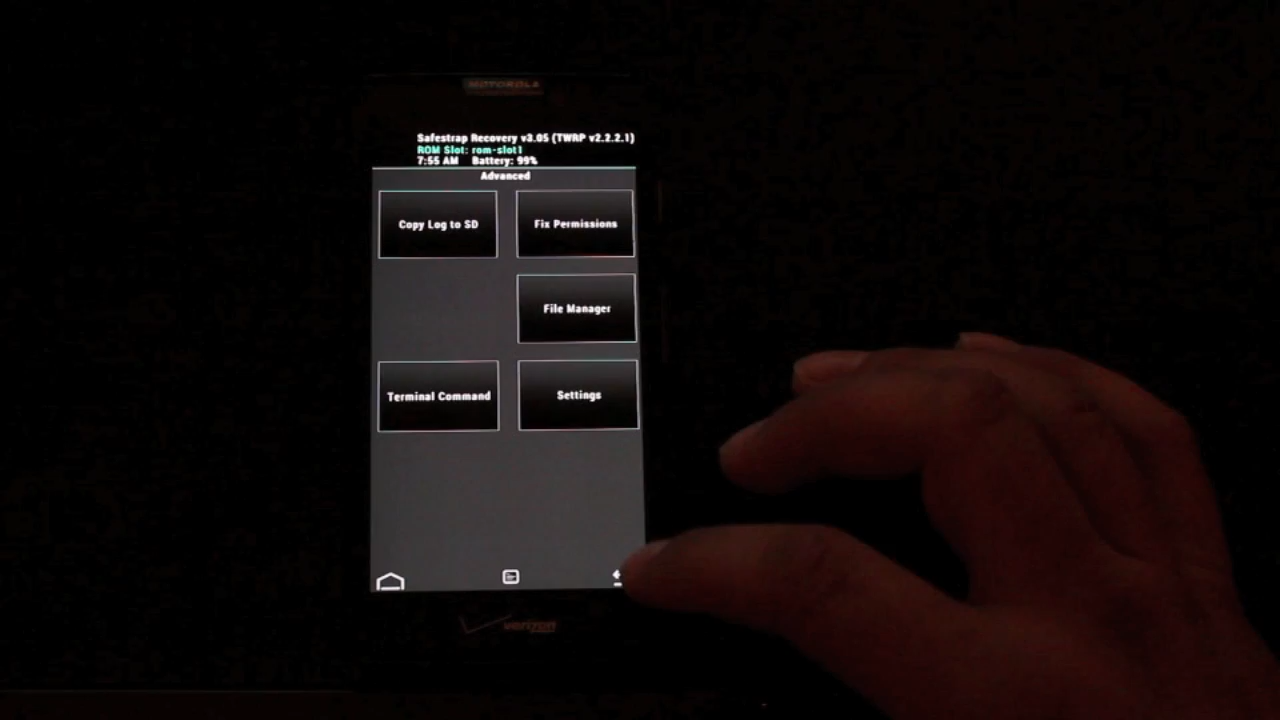 MOTOROLA
Safestrap Recovery v3.05 (TWRP v2.2.2.1)
ROM Slot: rom-slot1
7:55 AM Battery: 99%
Advanced
Copy Log to SD
Fix Permissions
File Manager
Terminal Command
Settings
verizon